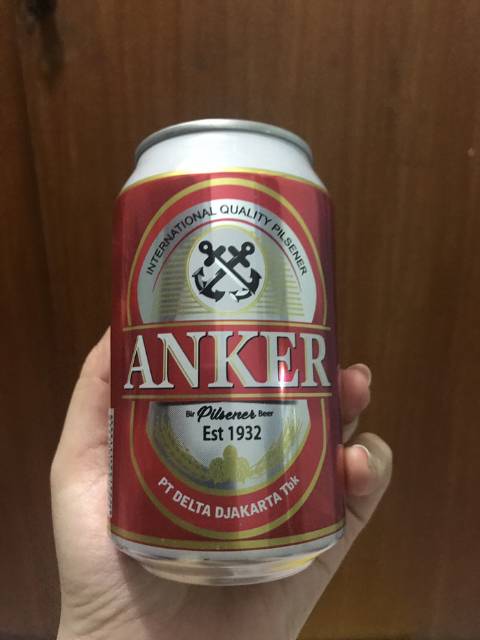 INTERNATIONAL QUALITY PILSENER
ANKER
Bir Pilsener Beer
Est 1932
PT DELTA DJAKARTA Tbk